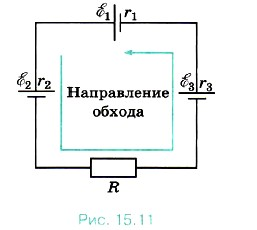 ℰ₁ r₁
ℰ₂ r₂
Направление
обхода
ℰ₃ r₃
R
Рис. 15.11